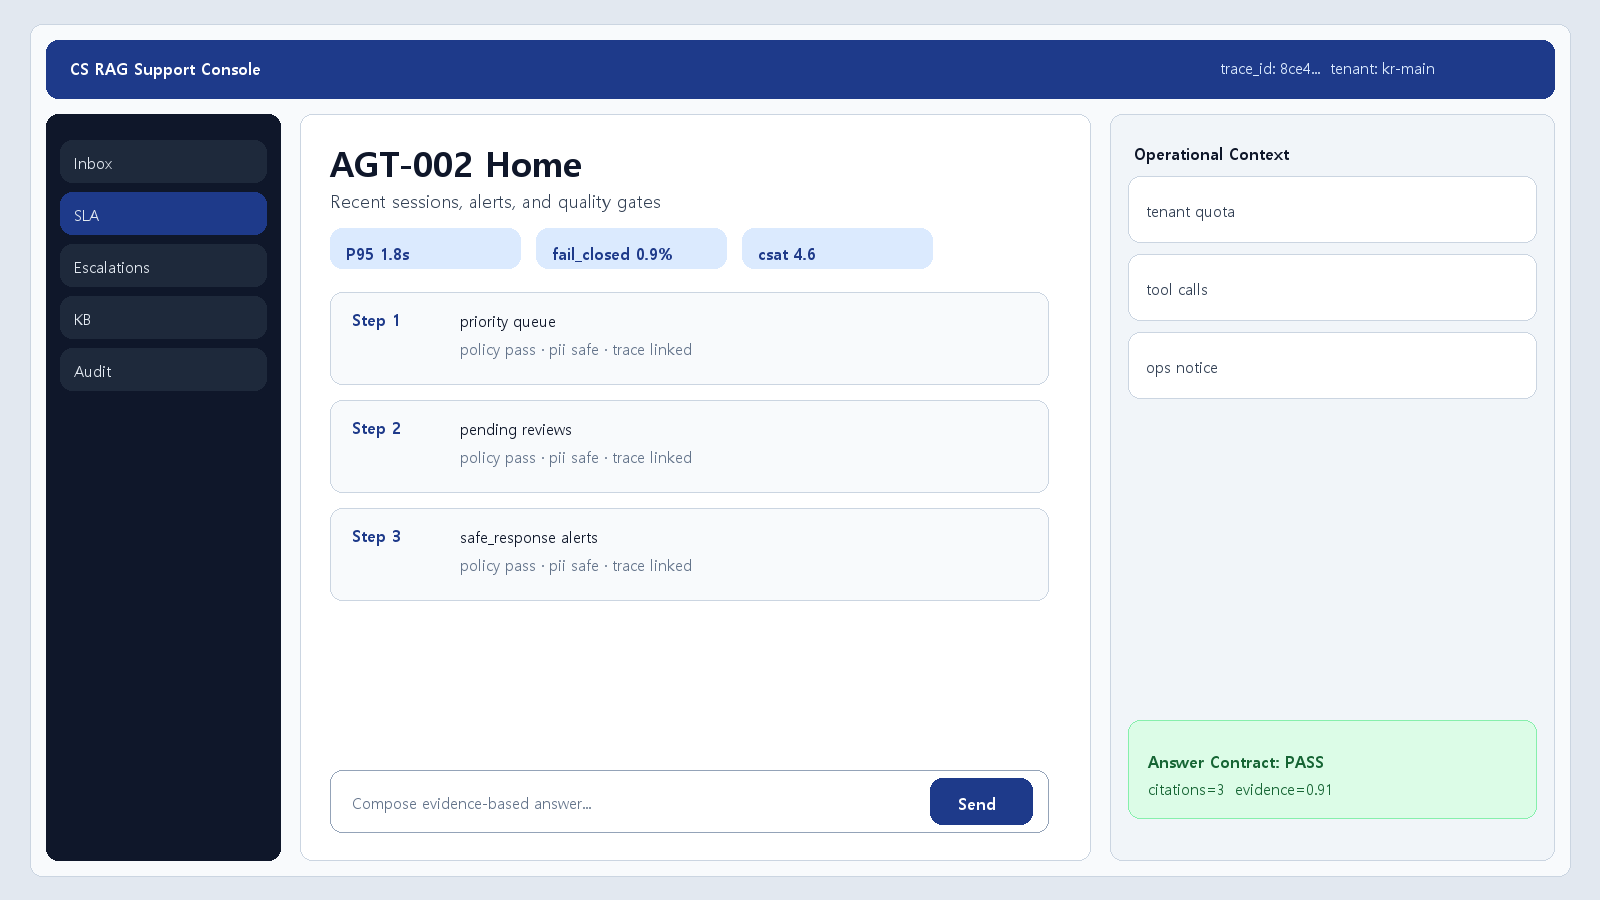 CS RAG Support Console
trace_id: 8ce4… tenant: kr-main
Inbox
SLA
Escalations
KB
Audit
AGT-002 Home
Recent sessions, alerts, and quality gates
P95 1.8s
fail_closed 0.9%
csat 4.6
Step 1
priority queue
policy pass · pii safe · trace linked
Step 2
pending reviews
policy pass · pii safe · trace linked
Step 3
safe_response alerts
policy pass · pii safe · trace linked
Compose evidence-based answer…
Send
Operational Context
tenant quota
tool calls
ops notice
Answer Contract: PASS
citations=3 evidence=0.91